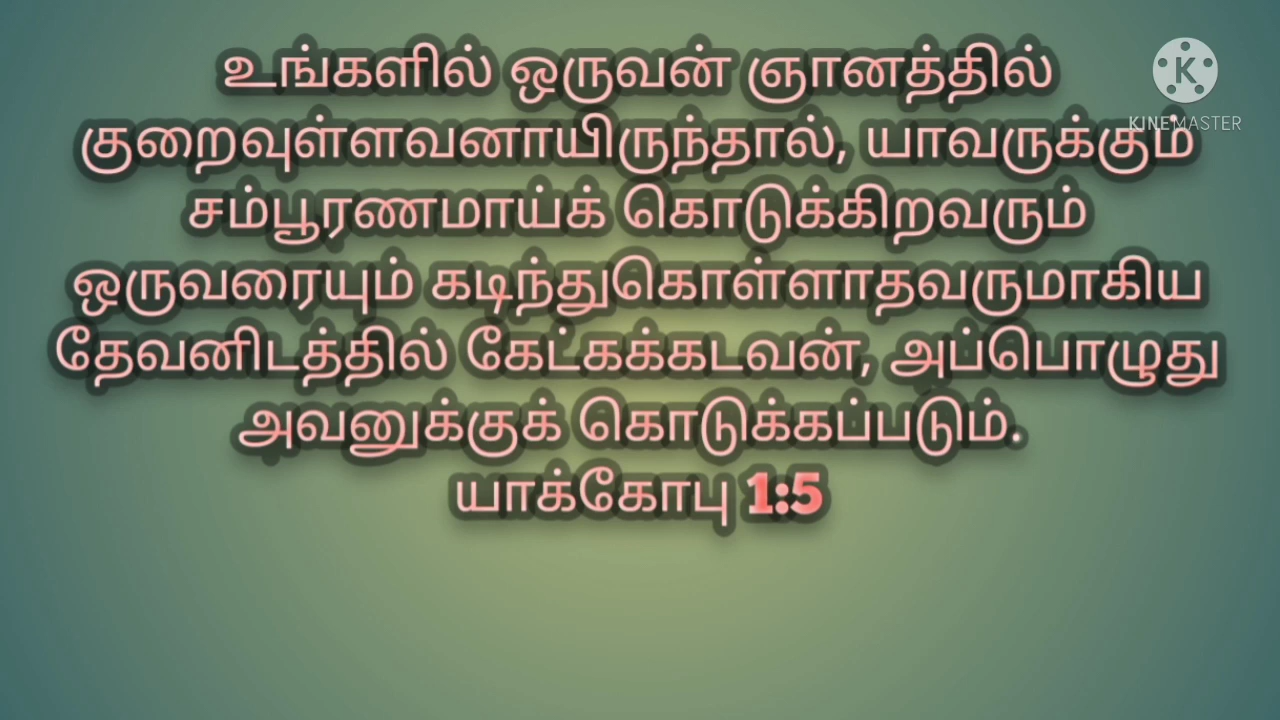 உங்களில் ஒருவன் ஞானத்தில்
குறைவுள்ளவனாயிருந்தால், யாவருக்கும்
சம்பூரணமாய்க் கொடுக்கிறவரும்
ஒருவரையும் கடிந்துகொள்ளாதவருமாகிய
தேவனிடத்தில் கேட்கக்கடவன், அப்பொழுது
அவனுக்குக் கொடுக்கப்படும்.
யாக்கோபு 1:5
K
KINEMASTER